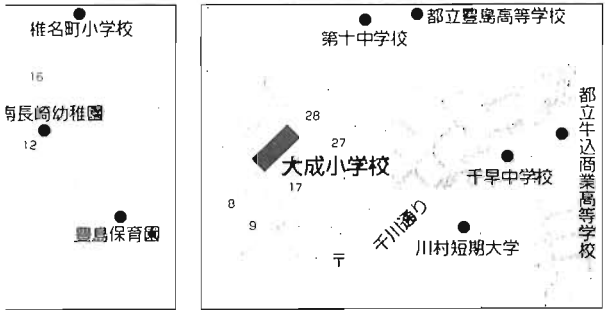 椎名町小学校
16
南長崎幼稚園
12
豊島保育園
都立豊島高等学校
第十中学校
28
27
大成小学校
17
8
9
千川通り
〒
千早中学校
川村短期大学
都立牛込商業高等学校